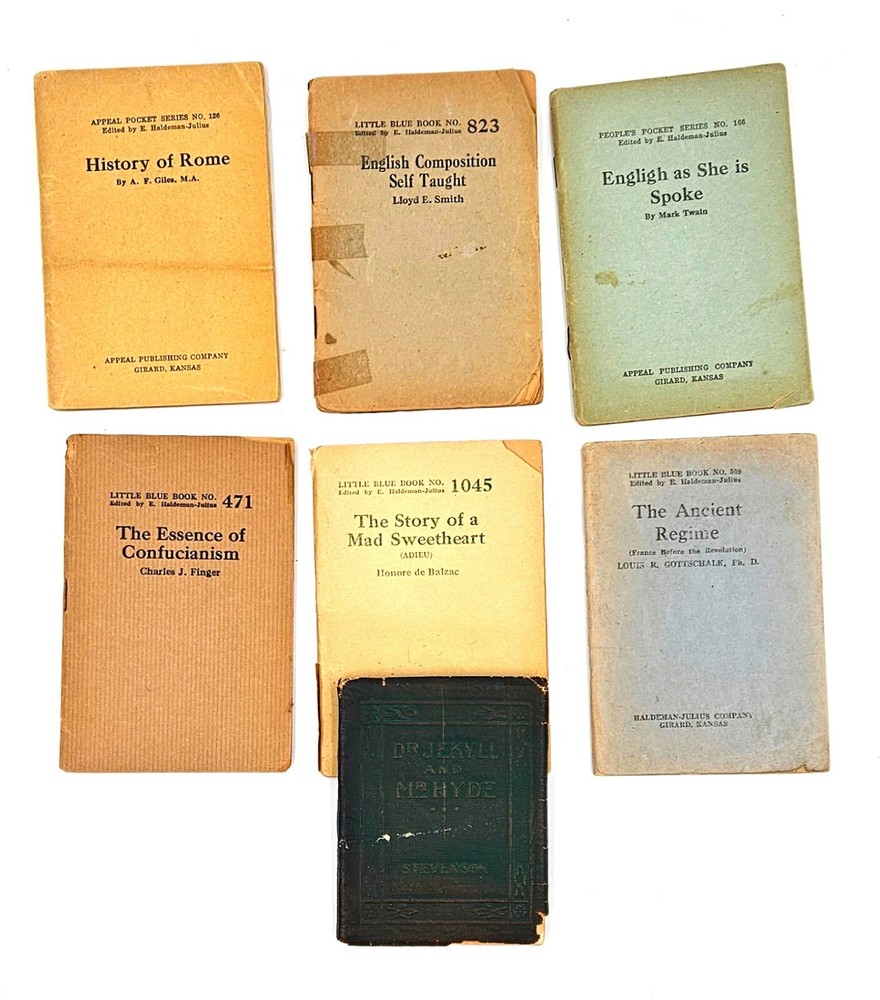 APPEAL POCKET SERIES NO. 126
Edited by E. Haldeman-Julius
History of Rome
By A. F. Giles, M.A.
APPEAL PUBLISHING COMPANY
GIRARD, KANSAS
LITTLE BLUE BOOK NO. 823
Edited by E. Haldeman-Julius
English Composition
Self Taught
Lloyd E. Smith
PEOPLE'S POCKET SERIES NO. 166
Edited by E. Haldeman-Julius
Engligh as She is
Spoke
By Mark Twain
APPEAL PUBLISHING COMPANY
GIRARD, KANSAS
LITTLE BLUE BOOK NO. 471
Edited by E. Haldeman-Julius
The Essence of
Confucianism
Charles J. Finger
LITTLE BLUE BOOK NO. 1045
Edited by E. Haldeman-Julius
The Story of a
Mad Sweetheart
(ADIEU)
Honore de Balzac
LITTLE BLUE BOOK NO. 509
Edited by E. Haldeman-Julius
The Ancient
Regime
(France Before the Revolution)
LOUIS R. GOTTSCHALK, Ph. D.
HALDEMAN-JULIUS COMPANY
GIRARD, KANSAS
DR JEKYLL
AND
MR HYDE
STEVENSON